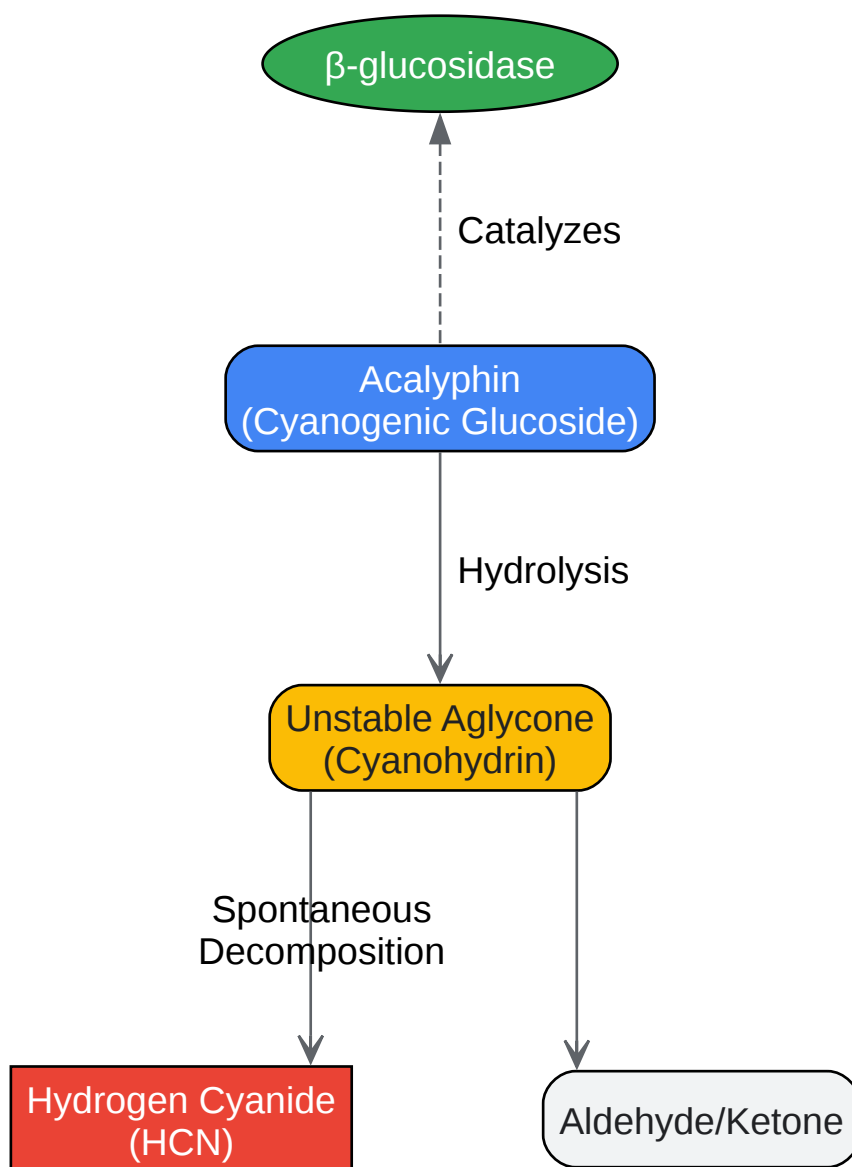 β-glucosidase
Catalyzes
Acalyphin
(Cyanogenic Glucoside)
Hydrolysis
Unstable Aglycone
(Cyanohydrin)
Spontaneous
Decomposition
Hydrogen Cyanide
(HCN)
Aldehyde/Ketone